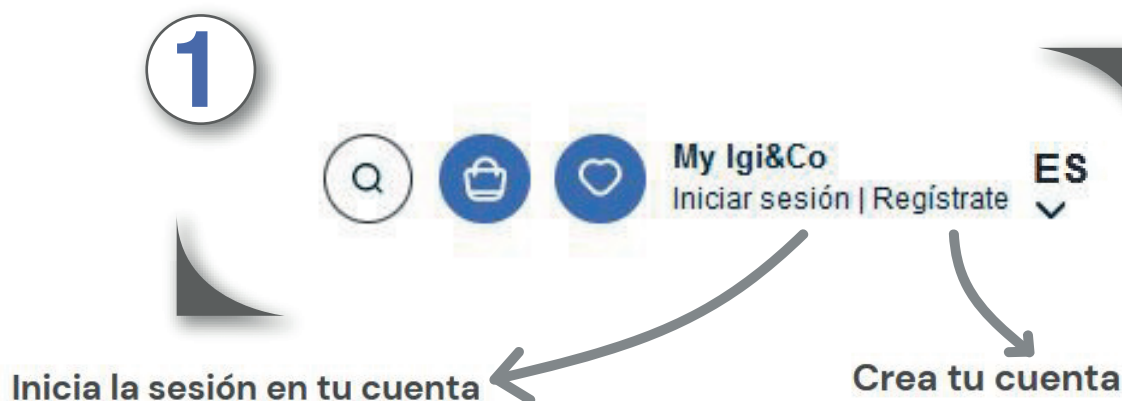 1
My Igi&Co
Iniciar sesión | Regístrate
ES
Inicia la sesión en tu cuenta
Crea tu cuenta